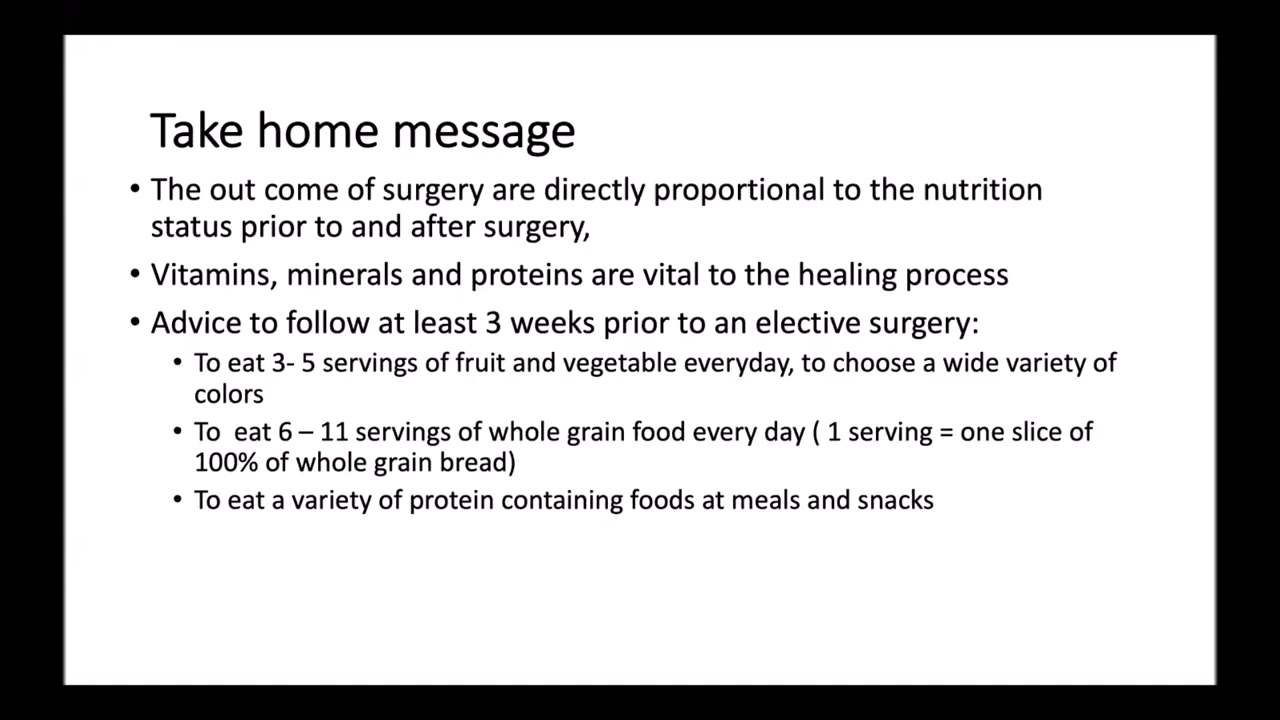 Take home message
• The out come of surgery are directly proportional to the nutrition
status prior to and after surgery,
• Vitamins, minerals and proteins are vital to the healing process
• Advice to follow at least 3 weeks prior to an elective surgery:
• To eat 3- 5 servings of fruit and vegetable everyday, to choose a wide variety of
colors
• To  eat 6 – 11 servings of whole grain food every day ( 1 serving = one slice of
100% of whole grain bread)
• To eat a variety of protein containing foods at meals and snacks